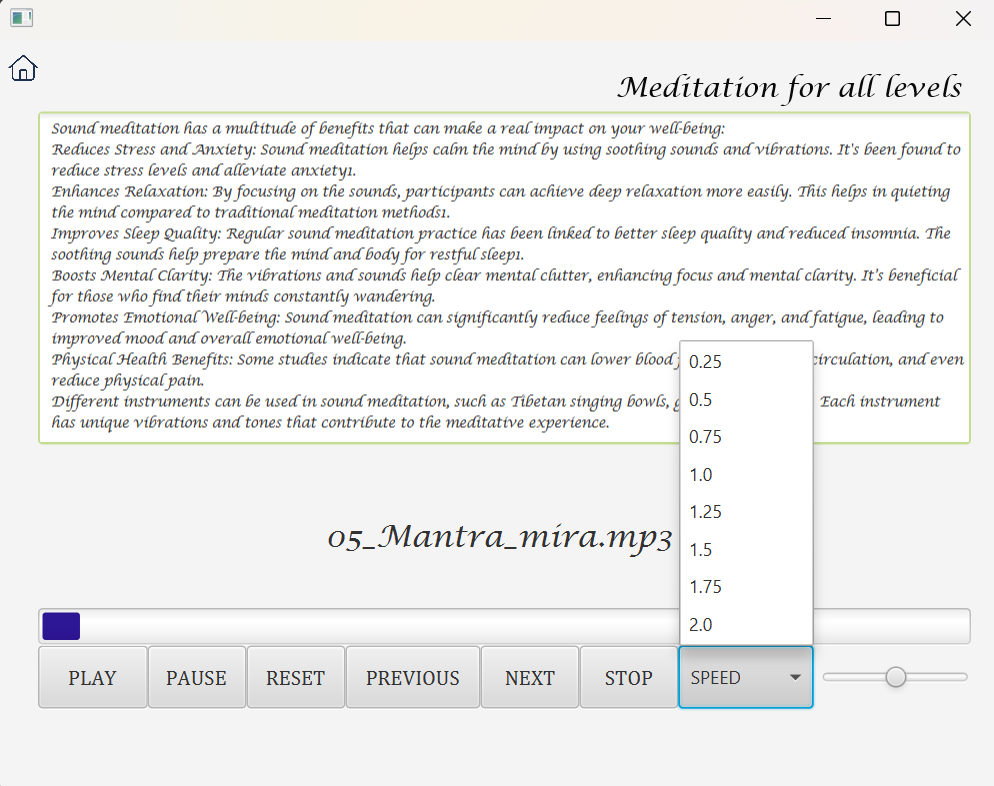 Meditation for all levels
Sound meditation has a multitude of benefits that can make a real impact on your well-being:
Reduces Stress and Anxiety: Sound meditation helps calm the mind by using soothing sounds and vibrations. It's been found to
reduce stress levels and alleviate anxiety1.
Enhances Relaxation: By focusing on the sounds, participants can achieve deep relaxation more easily. This helps in quieting
the mind compared to traditional meditation methods1.
Improves Sleep Quality: Regular sound meditation practice has been linked to better sleep quality and reduced insomnia. The
soothing sounds help prepare the mind and body for restful sleep1.
Boosts Mental Clarity: The vibrations and sounds help clear mental clutter, enhancing focus and mental clarity. It's beneficial
for those who find their minds constantly wandering.
Promotes Emotional Well-being: Sound meditation can significantly reduce feelings of tension, anger, and fatigue, leading to
improved mood and overall emotional well-being.
Physical Health Benefits: Some studies indicate that sound meditation can lower blood circulation, and even
reduce physical pain.
Different instruments can be used in sound meditation, such as Tibetan singing bowls, Each instrument
has unique vibrations and tones that contribute to the meditative experience.
0.25
0.5
0.75
1.0
1.25
1.5
1.75
2.0
05_Mantra_mira.mp3
PLAY PAUSE RESET PREVIOUS NEXT STOP SPEED